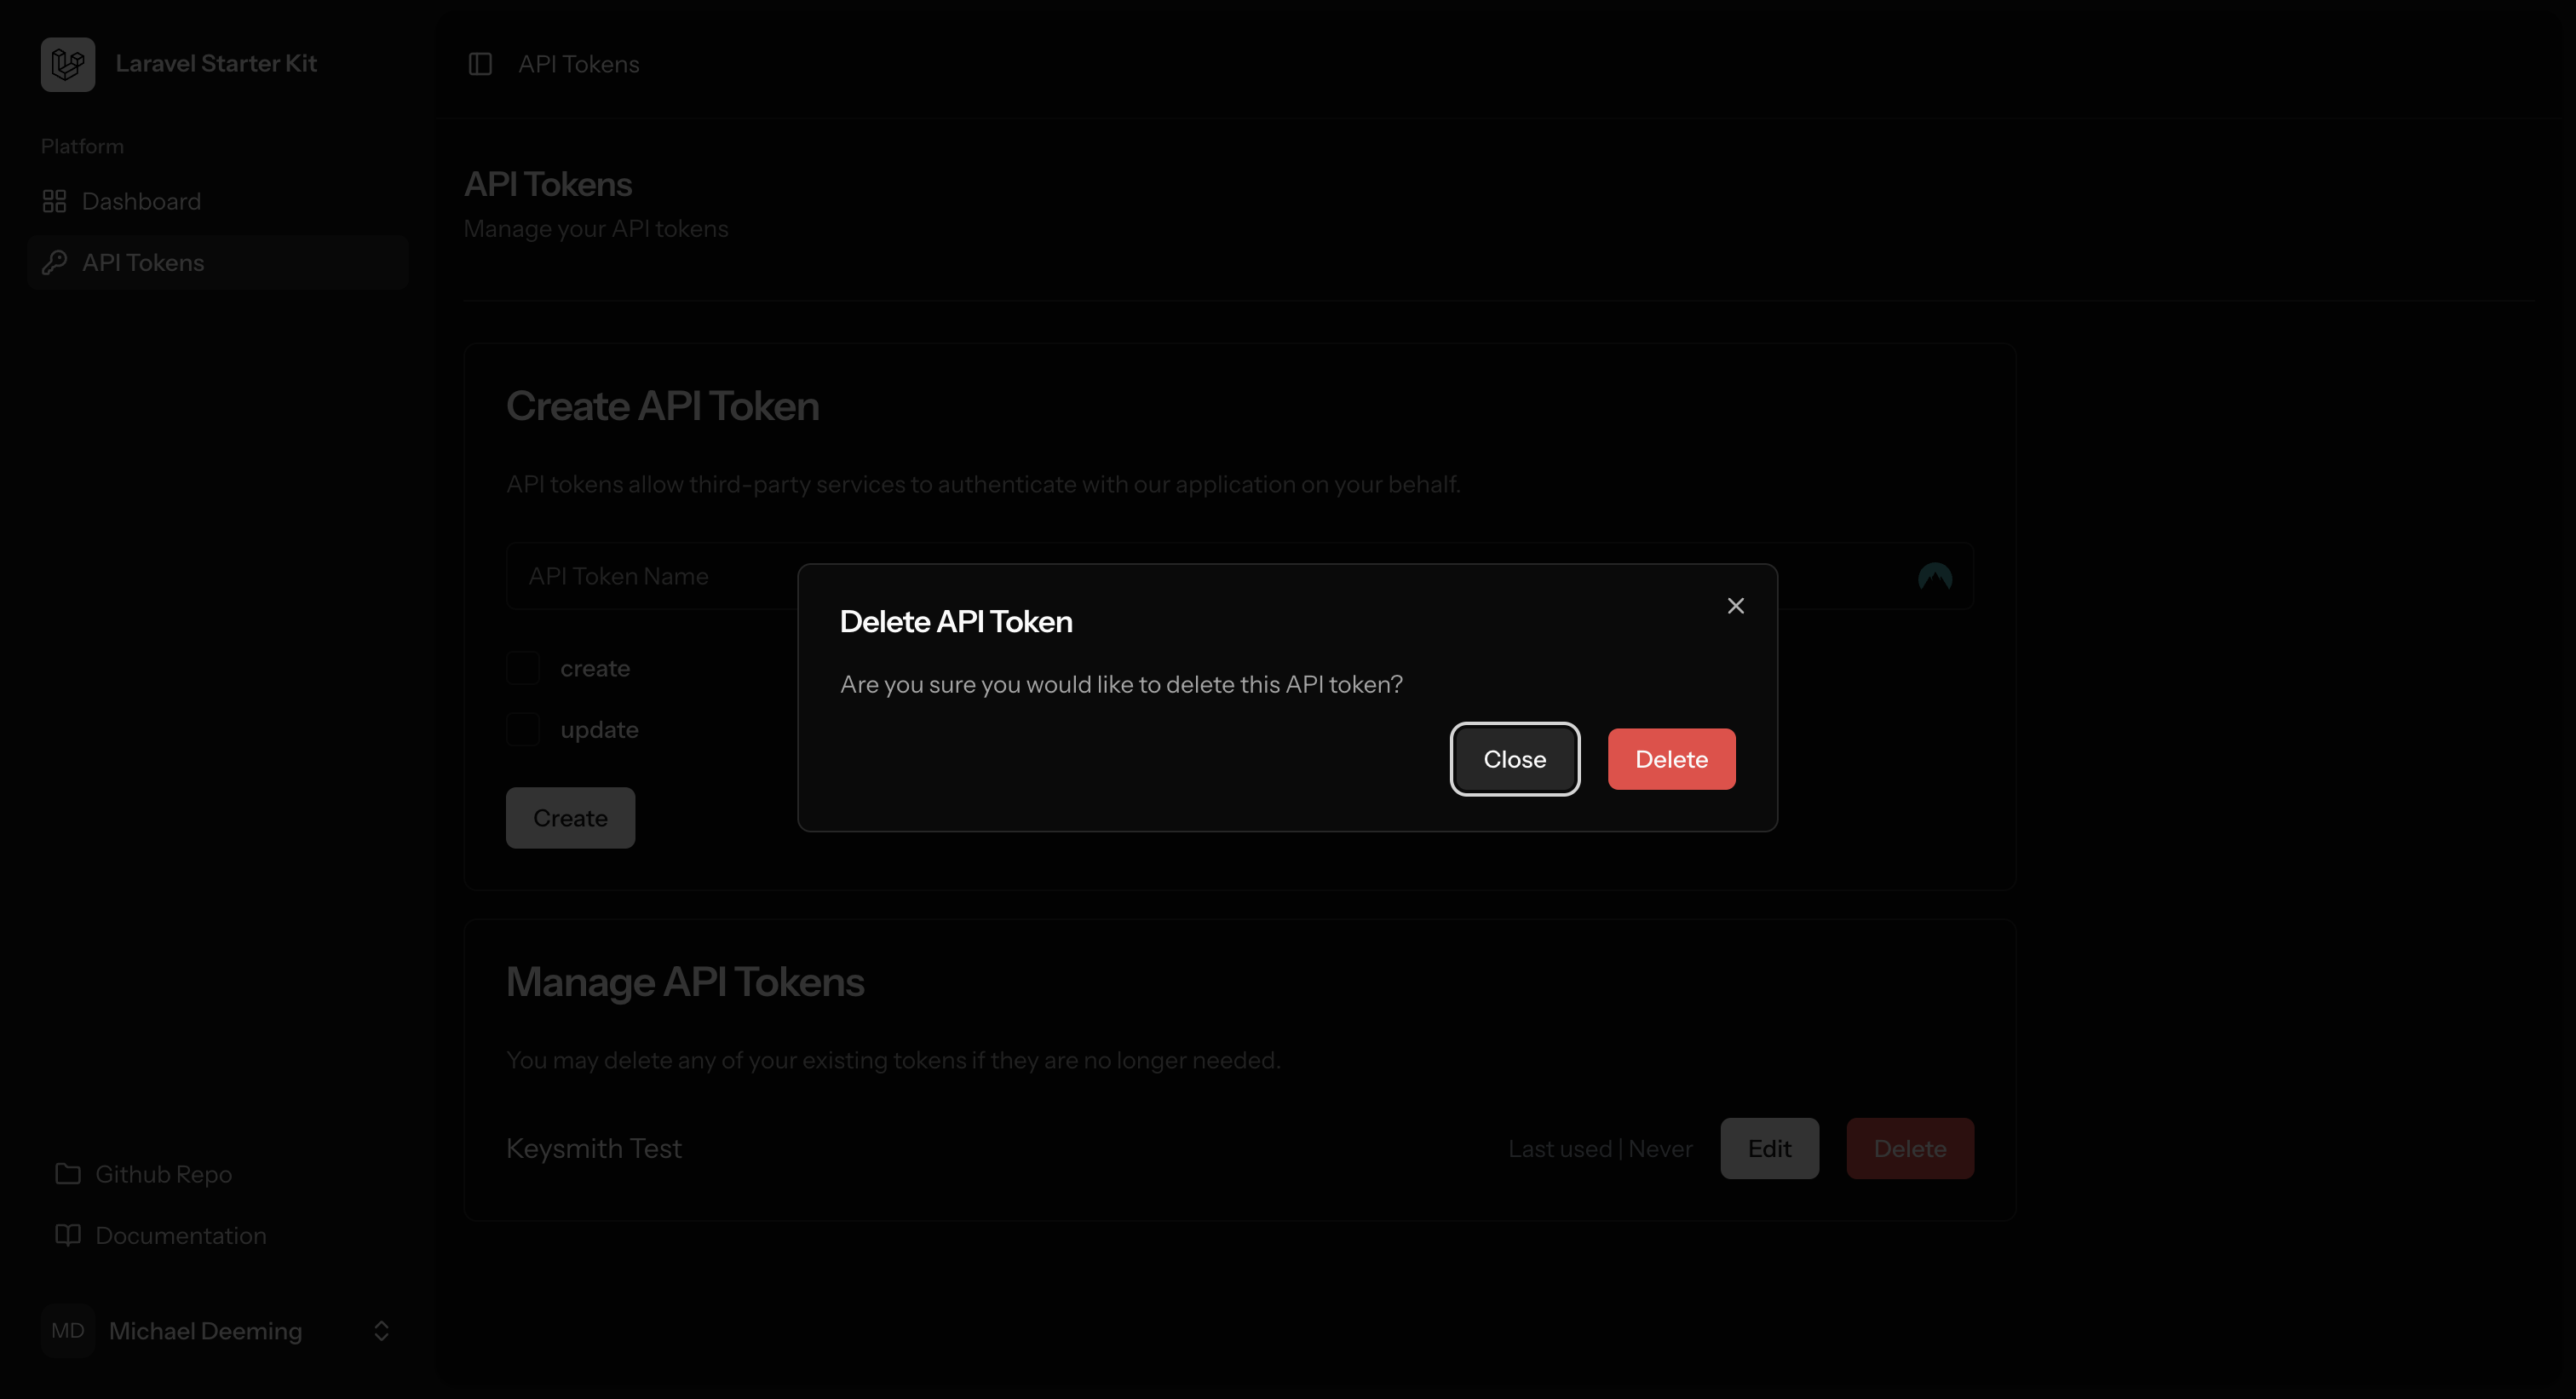 Laravel Starter Kit
Platform
Dashboard
API Tokens
Github Repo
Documentation
MD
Michael Deeming
API Tokens
API Tokens
Manage your API tokens
Create API Token
API tokens allow third-party services to authenticate with our application on your behalf.
API Token Name
create
update
Create
Delete API Token
Are you sure you would like to delete this API token?
Close
Delete
Manage API Tokens
You may delete any of your existing tokens if they are no longer needed.
Keysmith Test
Last used | Never
Edit
Delete